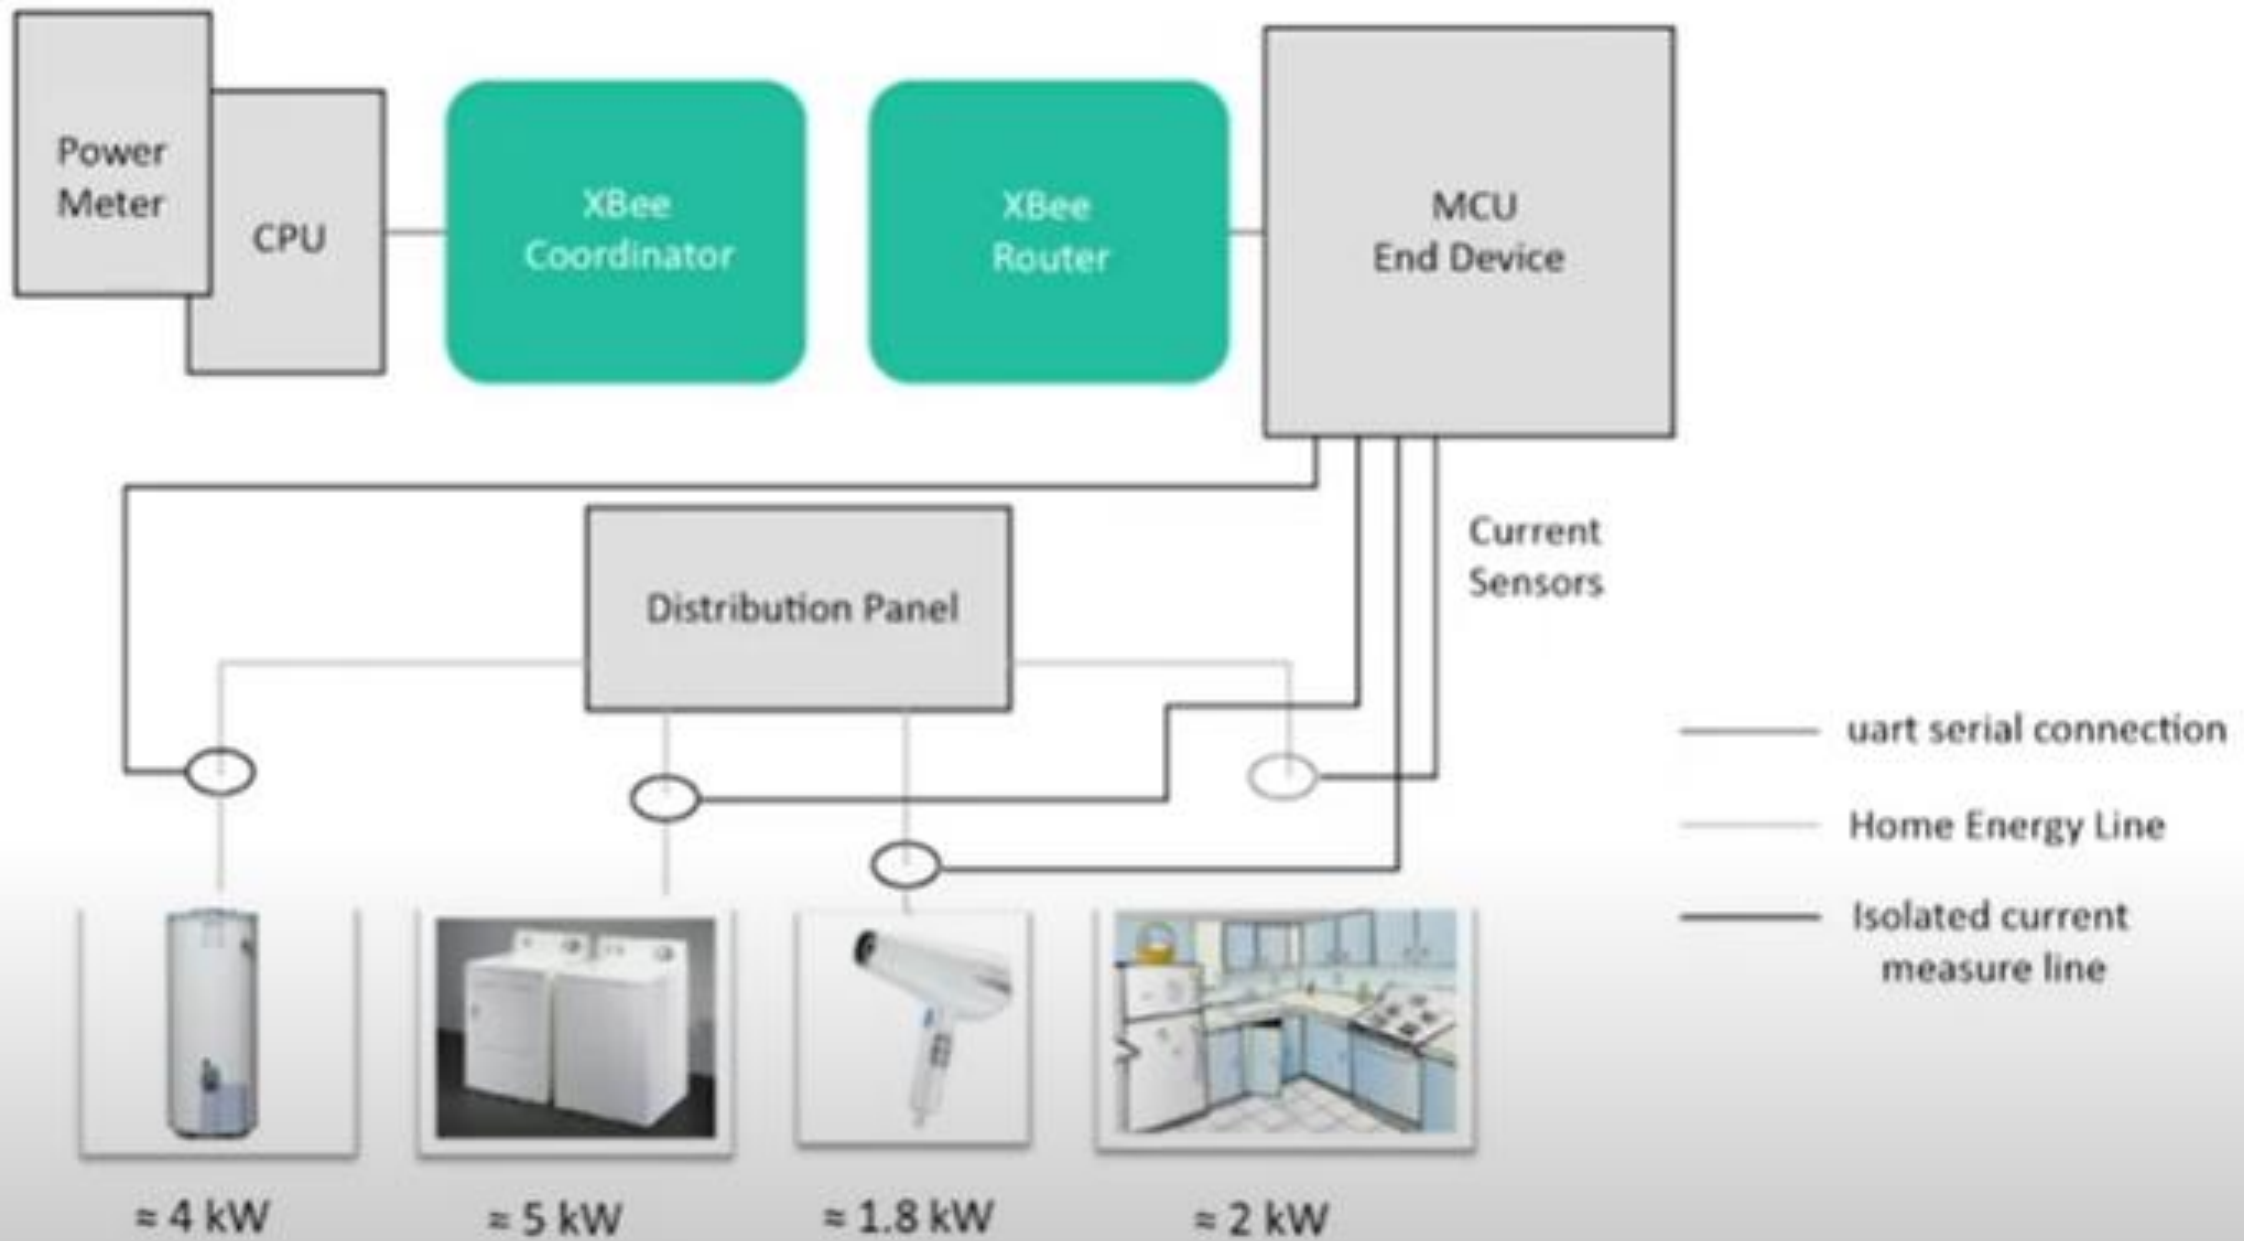 Power
Meter
CPU
XBee
Coordinator
XBee
Router
MCU
End Device
Current
Sensors
Distribution Panel
uart serial connection
Home Energy Line
Isolated current
measure line
≈ 4 kW
≈ 5 kW
≈ 1.8 kW
≈ 2 kW